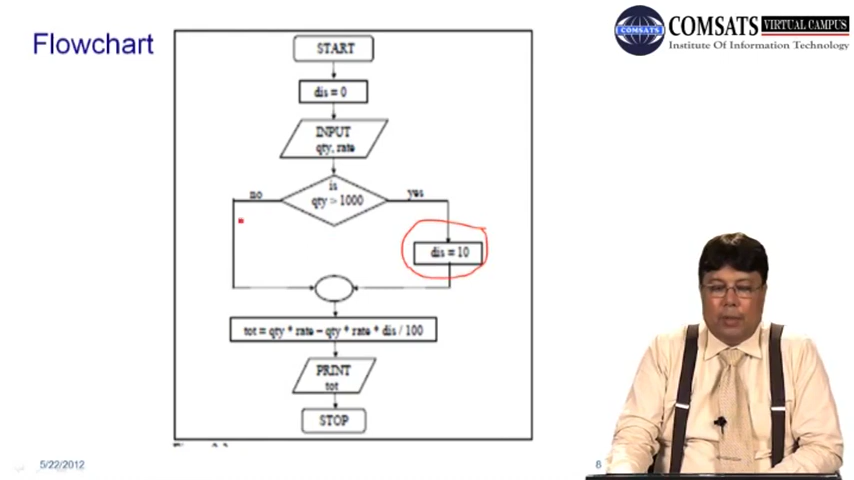 Flowchart
COMSATS VIRTUAL CAMPUS
Institute Of Information Technology
COMSATS
START
dis = 0
INPUT
qty, rate
is
qty > 1000
no
yes
dis = 10
tot = qty * rate – qty * rate * dis / 100
PRINT
tot
STOP
5/22/2012
8